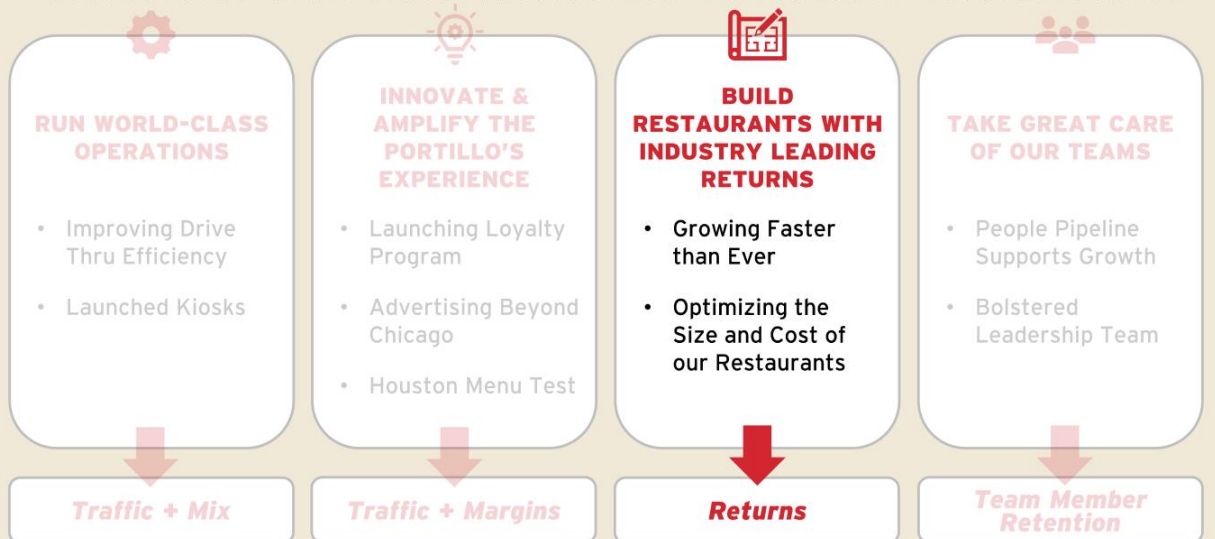 RUN WORLD-CLASS
OPERATIONS
• Improving Drive
Thru Efficiency
• Launched Kiosks
Traffic + Mix
INNOVATE &
AMPLIFY THE
PORTILLO'S
EXPERIENCE
• Launching Loyalty
Program
• Advertising Beyond
Chicago
• Houston Menu Test
Traffic + Margins
BUILD
RESTAURANTS WITH
INDUSTRY LEADING
RETURNS
• Growing Faster
than Ever
• Optimizing the
Size and Cost of
our Restaurants
Returns
TAKE GREAT CARE
OF OUR TEAMS
• People Pipeline
Supports Growth
• Bolstered
Leadership Team
Team Member
Retention